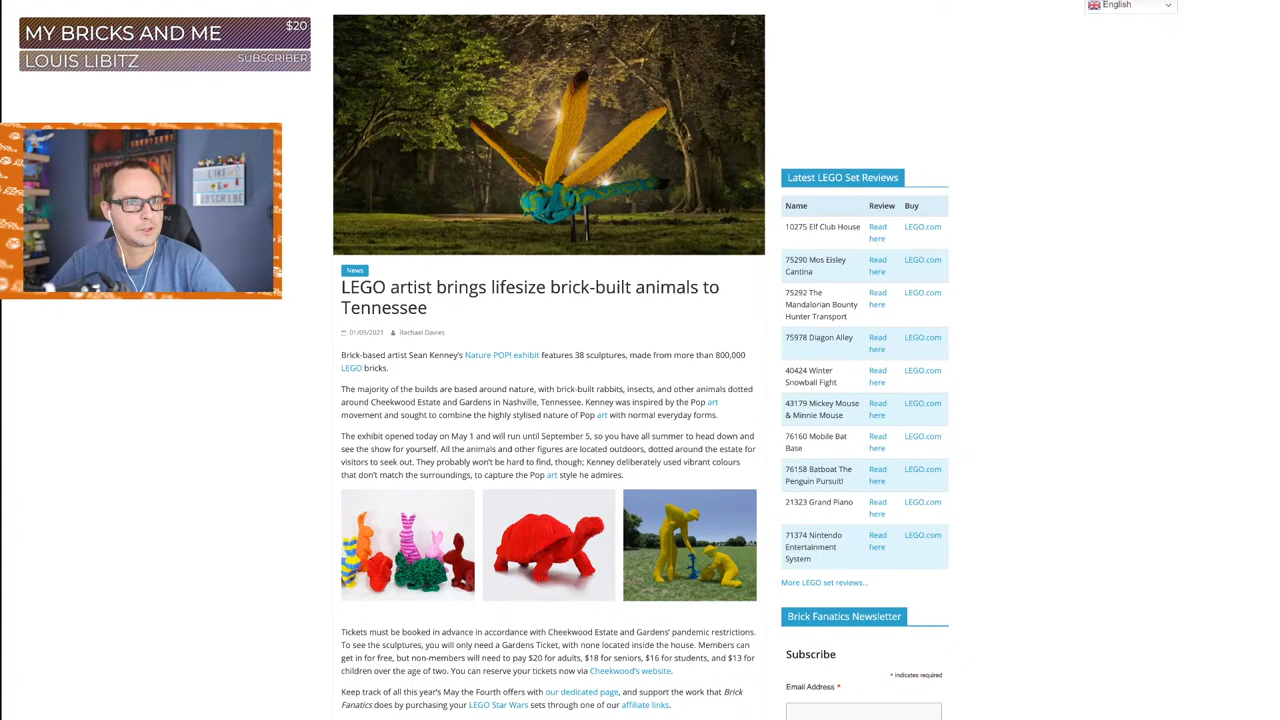 MY BRICKS AND ME $20
LOUIS LIBITZ SUBSCRIBER
LIKE
SUBSCRIBE
English
LEGO artist brings lifesize brick-built animals to
Tennessee
News
01/05/2021 Rachael Davies
Brick-based artist Sean Kenney's Nature POP! exhibit features 38 sculptures, made from more than 800,000
LEGO bricks.
The majority of the builds are based around nature, with brick-built rabbits, insects, and other animals dotted
around Cheekwood Estate and Gardens in Nashville, Tennessee. Kenney was inspired by the Pop art
movement and sought to combine the highly stylised nature of Pop art with normal everyday forms.
The exhibit opened today on May 1 and will run until September 5, so you have all summer to head down and
see the show for yourself. All the animals and other figures are located outdoors, dotted around the estate for
visitors to seek out. They probably won't be hard to find, though; Kenney deliberately used vibrant colours
that don't match the surroundings, to capture the Pop art style he admires.
Tickets must be booked in advance in accordance with Cheekwood Estate and Gardens' pandemic restrictions.
To see the sculptures, you will only need a Gardens Ticket, with none located inside the house. Members can
get in for free, but non-members will need to pay $20 for adults, $18 for seniors, $16 for students, and $13 for
children over the age of two. You can reserve your tickets now via Cheekwood's website.
Keep track of all this year's May the Fourth offers with our dedicated page, and support the work that Brick
Fanatics does by purchasing your LEGO Star Wars sets through one of our affiliate links.
Latest LEGO Set Reviews
Name Review Buy
10275 Elf Club House Read LEGO.com
here
75290 Mos Eisley Read LEGO.com
Cantina here
75292 The Read LEGO.com
Mandalorian Bounty here
Hunter Transport
75978 Diagon Alley Read LEGO.com
here
40424 Winter Read LEGO.com
Snowball Fight here
43179 Mickey Mouse Read LEGO.com
& Minnie Mouse here
76160 Mobile Bat Read LEGO.com
Base here
76158 Batboat The Read LEGO.com
Penguin Pursuit! here
21323 Grand Piano Read LEGO.com
here
71374 Nintendo Read LEGO.com
Entertainment here
System
More LEGO set reviews...
Brick Fanatics Newsletter
Subscribe
* indicates required
Email Address *